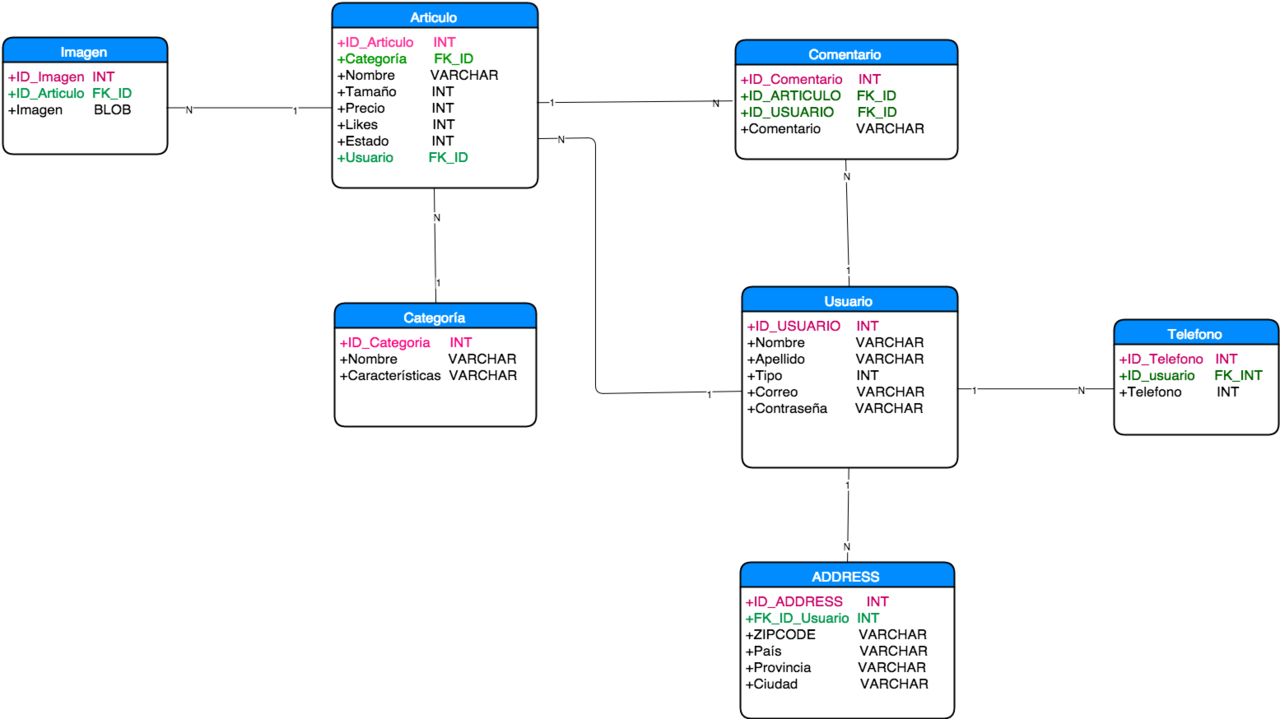 Imagen
+ID_Imagen INT
+ID_Articulo FK_ID
+Imagen BLOB
N
1
Articulo
+ID_Articulo INT
+Categoría FK_ID
+Nombre VARCHAR
+Tamaño INT
+Precio INT
+Likes INT
+Estado INT
+Usuario FK_ID
1
N
N
1
N
1
Comentario
+ID_Comentario INT
+ID_ARTICULO FK_ID
+ID_USUARIO FK_ID
+Comentario VARCHAR
N
1
Categoría
+ID_Categoria INT
+Nombre VARCHAR
+Características VARCHAR
Usuario
+ID_USUARIO INT
+Nombre VARCHAR
+Apellido VARCHAR
+Tipo INT
+Correo VARCHAR
+Contraseña VARCHAR
1
N
Telefono
+ID_Telefono INT
+ID_usuario FK_INT
+Telefono INT
1
N
ADDRESS
+ID_ADDRESS INT
+FK_ID_Usuario INT
+ZIPCODE VARCHAR
+País VARCHAR
+Provincia VARCHAR
+Ciudad VARCHAR